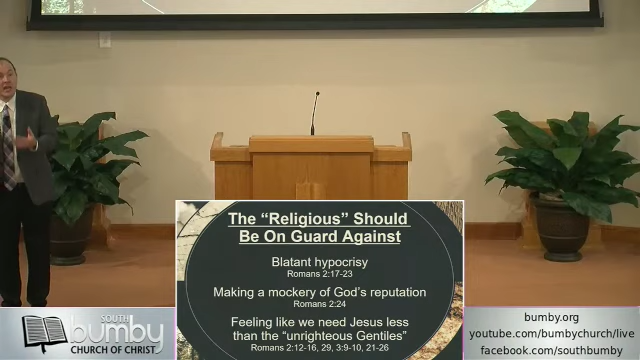 The “Religious” Should
Be On Guard Against
Blatant hypocrisy
Romans 2:17-23
Making a mockery of God's reputation
Romans 2:24
Feeling like we need Jesus less
than the “unrighteous Gentiles”
Romans 2:12-16, 29, 3:9-10, 21-26
SOUTH
bumby
CHURCH OF CHRIST
bumby.org
youtube.com/bumbychurch/live
facebook.com/southbumby